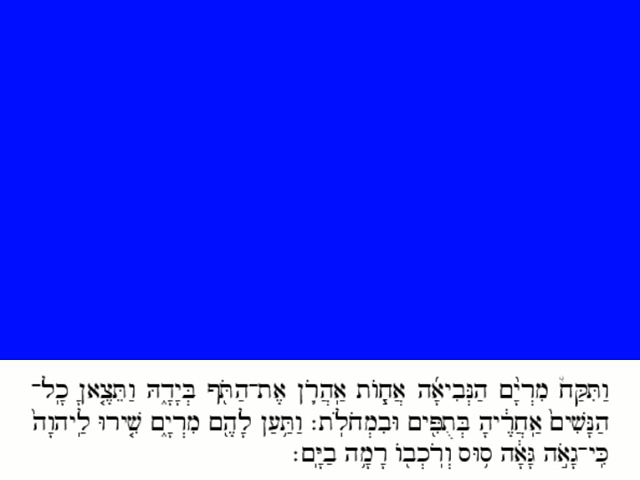 וַתִּקַּח֩ מִרְיָ֨ם הַנְּבִיאָ֜ה אֲח֧וֹת אַהֲרֹ֛ן אֶת־הַתֹּ֖ף בְּיָדָ֑הּ וַתֵּצֶ֤אןָ כׇֽל־
הַנָּשִׁים֙ אַחֲרֶ֔יהָ בְּתֻפִּ֖ים וּבִמְחֹלֹֽת׃ וַתַּ֥עַן לָהֶ֖ם מִרְיָ֑ם שִׁ֤ירוּ לַֽיהוָה֙
כִּֽי־גָאֹ֣ה גָּאָ֔ה ס֥וּס וְרֹכְב֖וֹ רָמָ֥ה בַיָּֽם׃